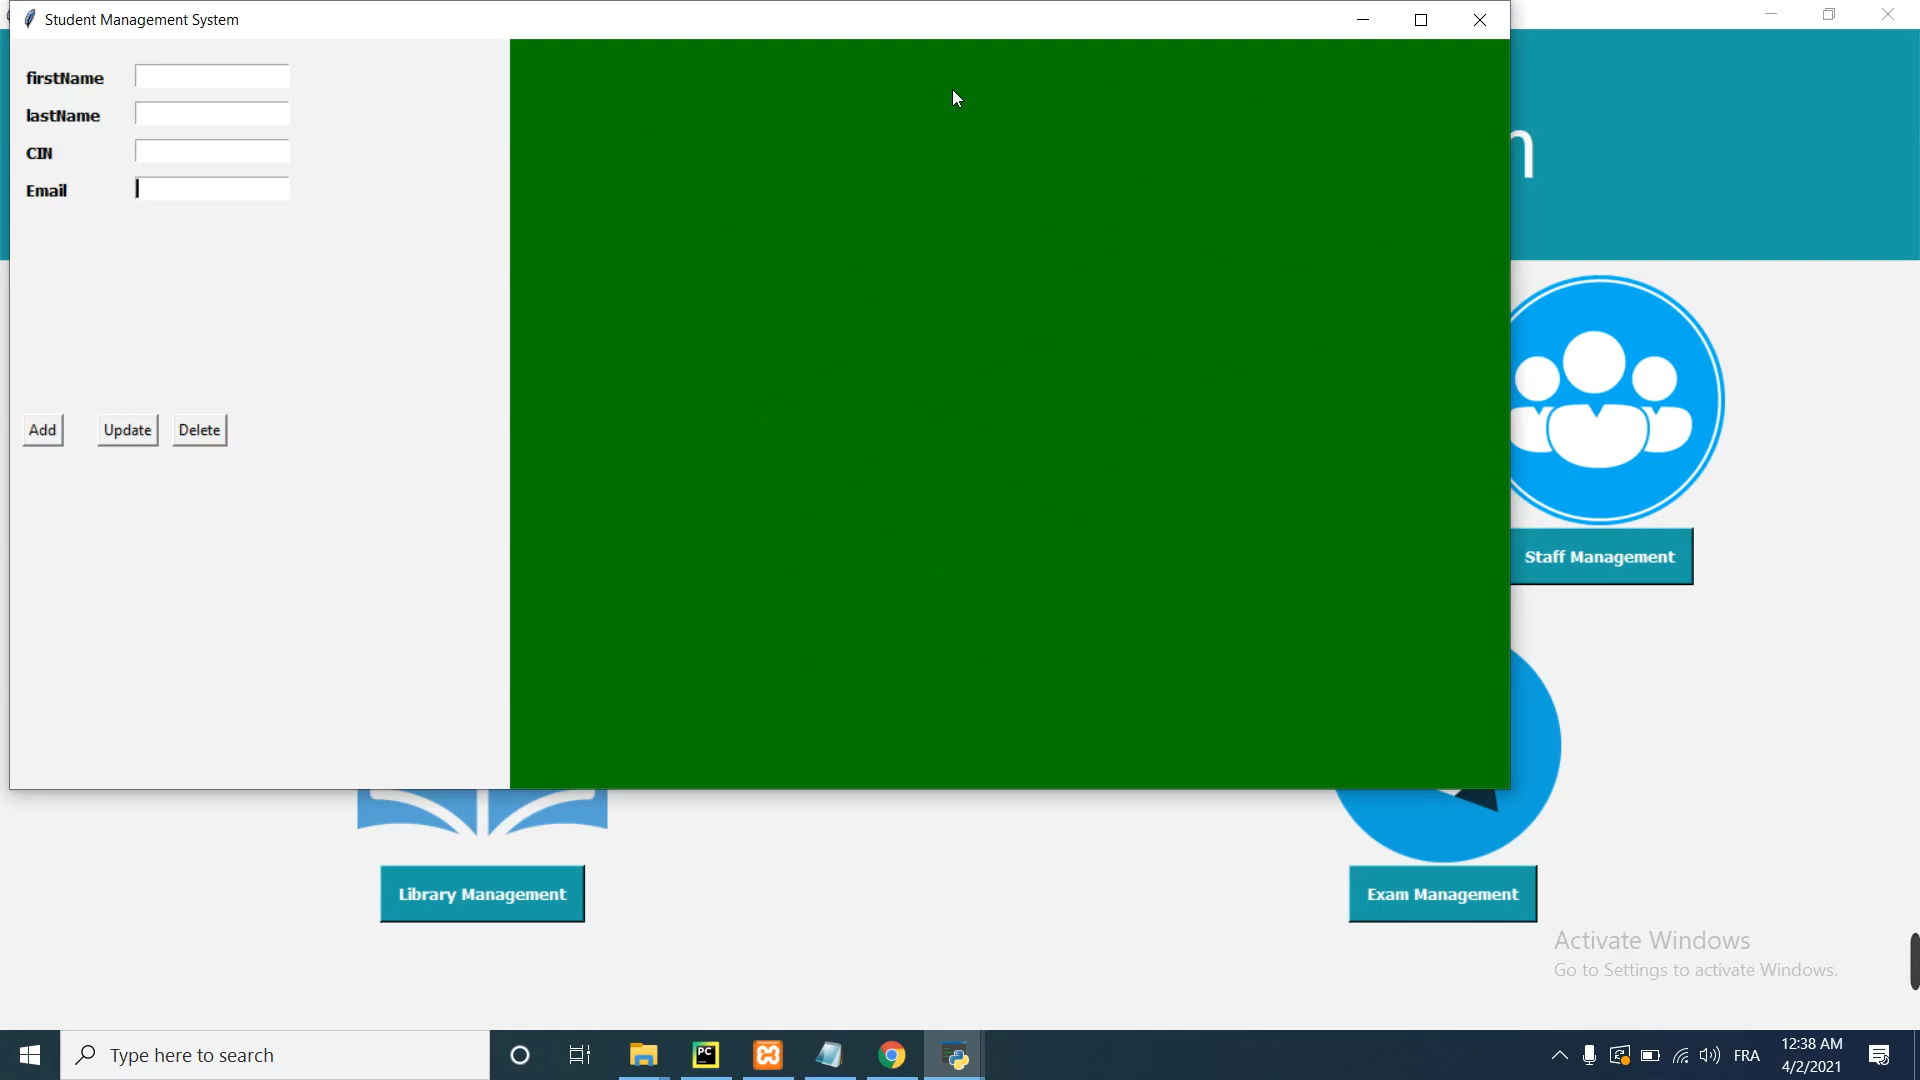 Student Management System
firstName
lastName
CIN
Email
Add Update Delete
n
Staff Management
Library Management
Exam Management
Activate Windows
Go to Settings to activate Windows.
Type here to search
PC
FRA
12:38 AM
4/2/2021